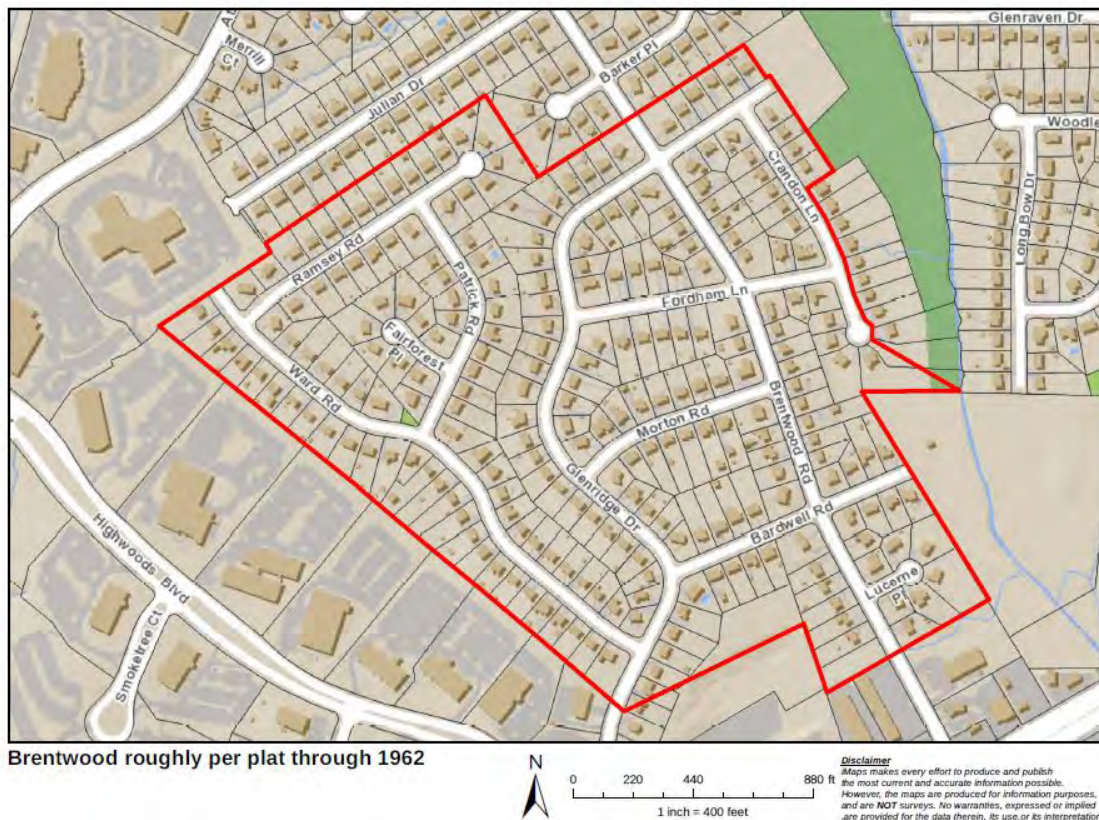 Glenraven Dr
Merrill
Ct
Barker Pl
Julian Dr
Woodle
Crandon Ln
Long Bow Dr
Ramsey Rd
Patrick Rd
Fordham Ln
Fairforest
Pl
Ward Rd
Morton Rd
Brentwood Rd
Glenridge Dr
Bardwell Rd
Highwoods Blvd
Lucerne
Pl
Smoketree Ct
Brentwood roughly per plat through 1962
N
0 220 440 880 ft
1 inch = 400 feet
Disclaimer
iMaps makes every effort to produce and publish
the most current and accurate information possible.
However, the maps are produced for information purposes,
and are NOT surveys. No warranties, expressed or implied
,are provided for the data therein, its use,or its interpretation